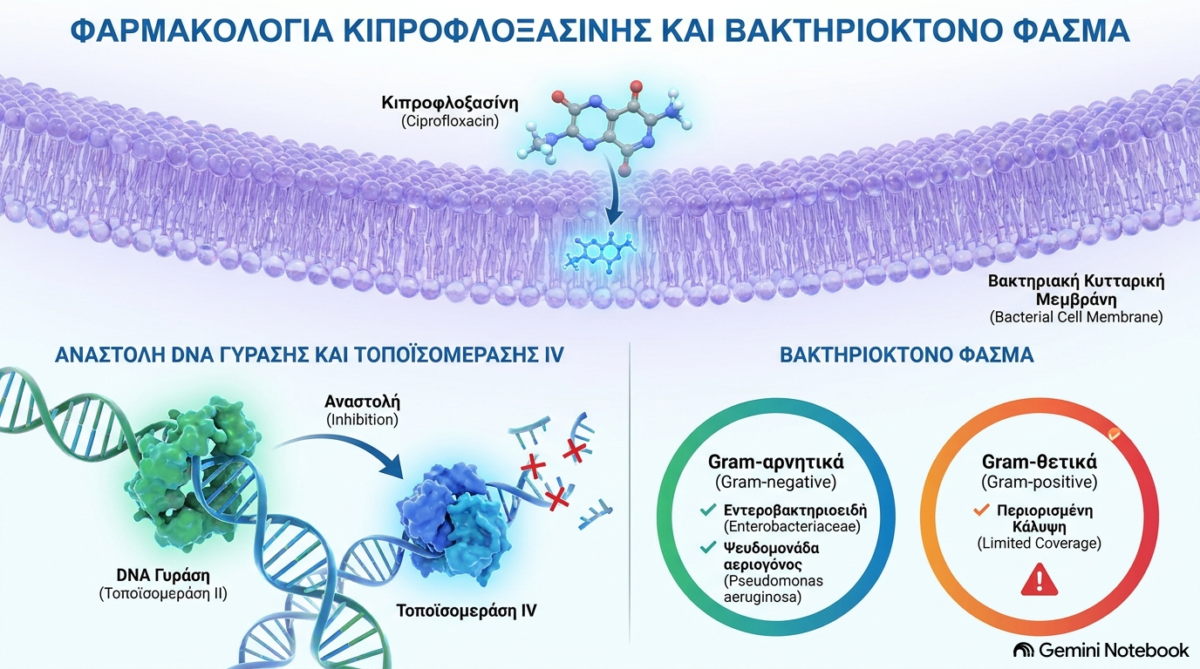 ΦΑΡΜΑΚΟΛΟΓΙΑ ΚΙΠΡΟΦΛΟΞΑΣΙΝΗΣ ΚΑΙ ΒΑΚΤΗΡΙΟΚΤΟΝΟ ΦΑΣΜΑ
Κιπροφλοξασίνη
(Ciprofloxacin)
Βακτηριακή Κυτταρική
Μεμβράνη
(Bacterial Cell Membrane)
ΑΝΑΣΤΟΛΗ DNA ΓΥΡΑΣΗΣ ΚΑΙ ΤΟΠΟΪΣΟΜΕΡΑΣΗΣ IV
Αναστολή
(Inhibition)
DNA Γυράση
(Τοποϊσομεράση II)
Τοποϊσομεράση IV
ΒΑΚΤΗΡΙΟΚΤΟΝΟ ΦΑΣΜΑ
Gram-αρνητικά
(Gram-negative)
Εντεροβακτηριοειδή
(Enterobacteriaceae)
Ψευδομονάδα
αεριογόνος
(Pseudomonas
aeruginosa)
Gram-θετικά
(Gram-positive)
Περιορισμένη
Κάλυψη
(Limited Coverage)
Gemini Notebook